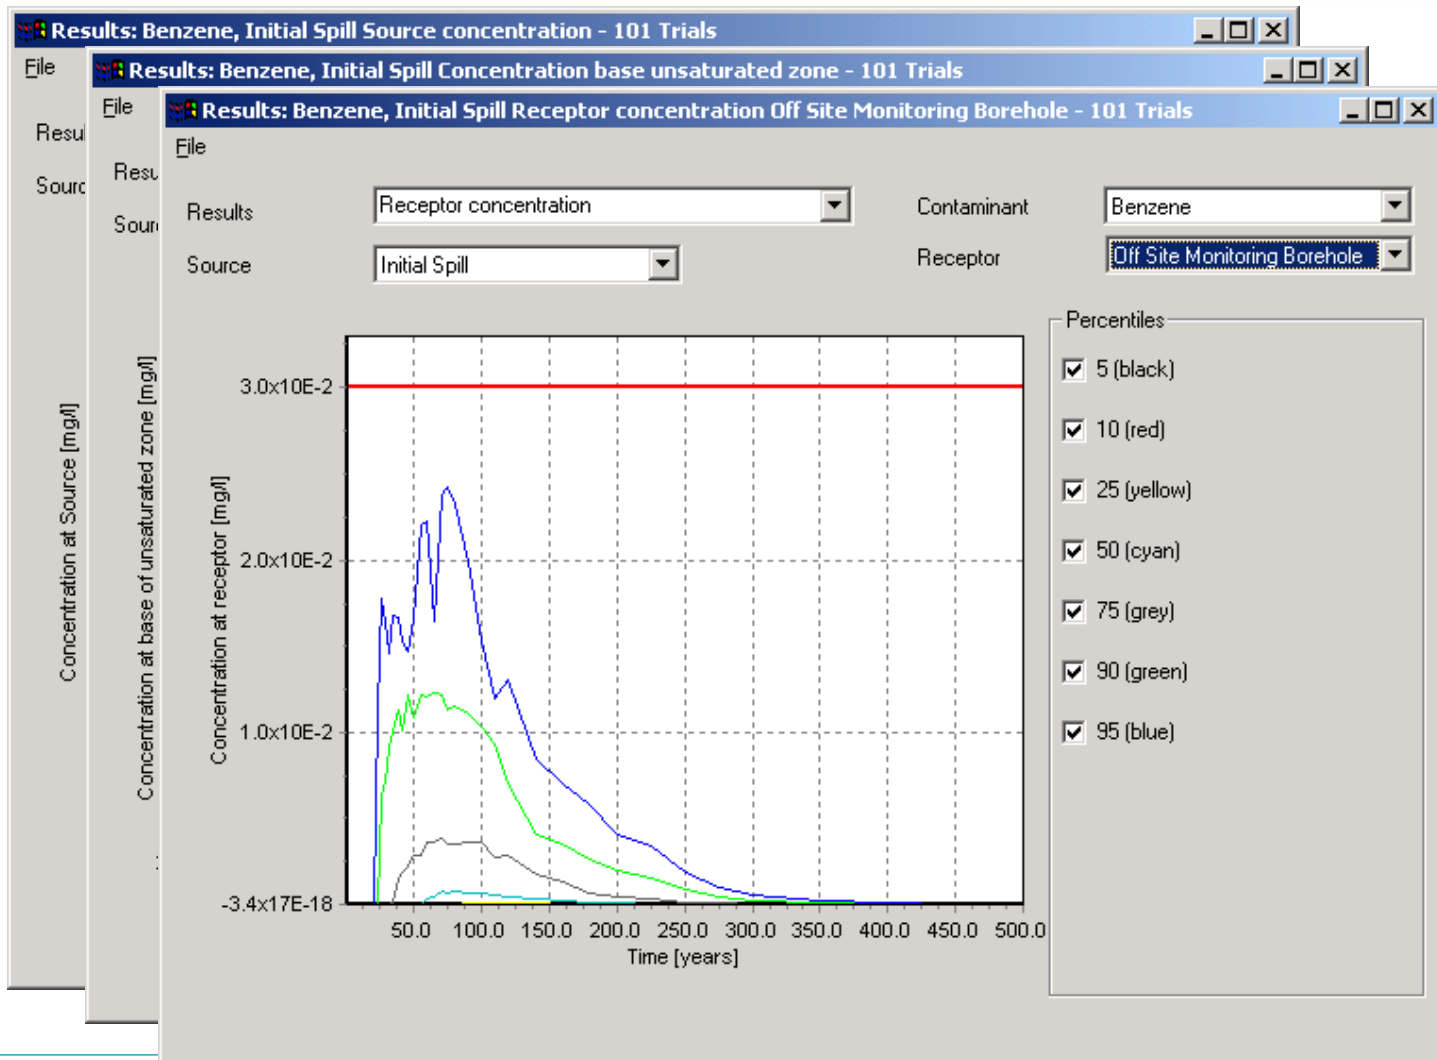 Results: Benzene, Initial Spill Source concentration - 101 Trials
File
Results: Benzene, Initial Spill Concentration base unsaturated zone - 101 Trials
File
Results: Benzene, Initial Spill Receptor concentration Off Site Monitoring Borehole - 101 Trials
File
Resul
Sourc
Concentration at Source [mg/l]
Resu
Sour
Concentration at base of unsaturated zone [mg/l]
Results
Receptor concentration
Contaminant
Benzene
Source
Initial Spill
Receptor
Off Site Monitoring Borehole
Concentration at receptor [mg/l]
3.0x10E-2
2.0x10E-2
1.0x10E-2
-3.4x17E-18
50.0 100.0 150.0 200.0 250.0 300.0 350.0 400.0 450.0 500.0
Time [years]
Percentiles
5 (black)
10 (red)
25 (yellow)
50 (cyan)
75 (grey)
90 (green)
95 (blue)